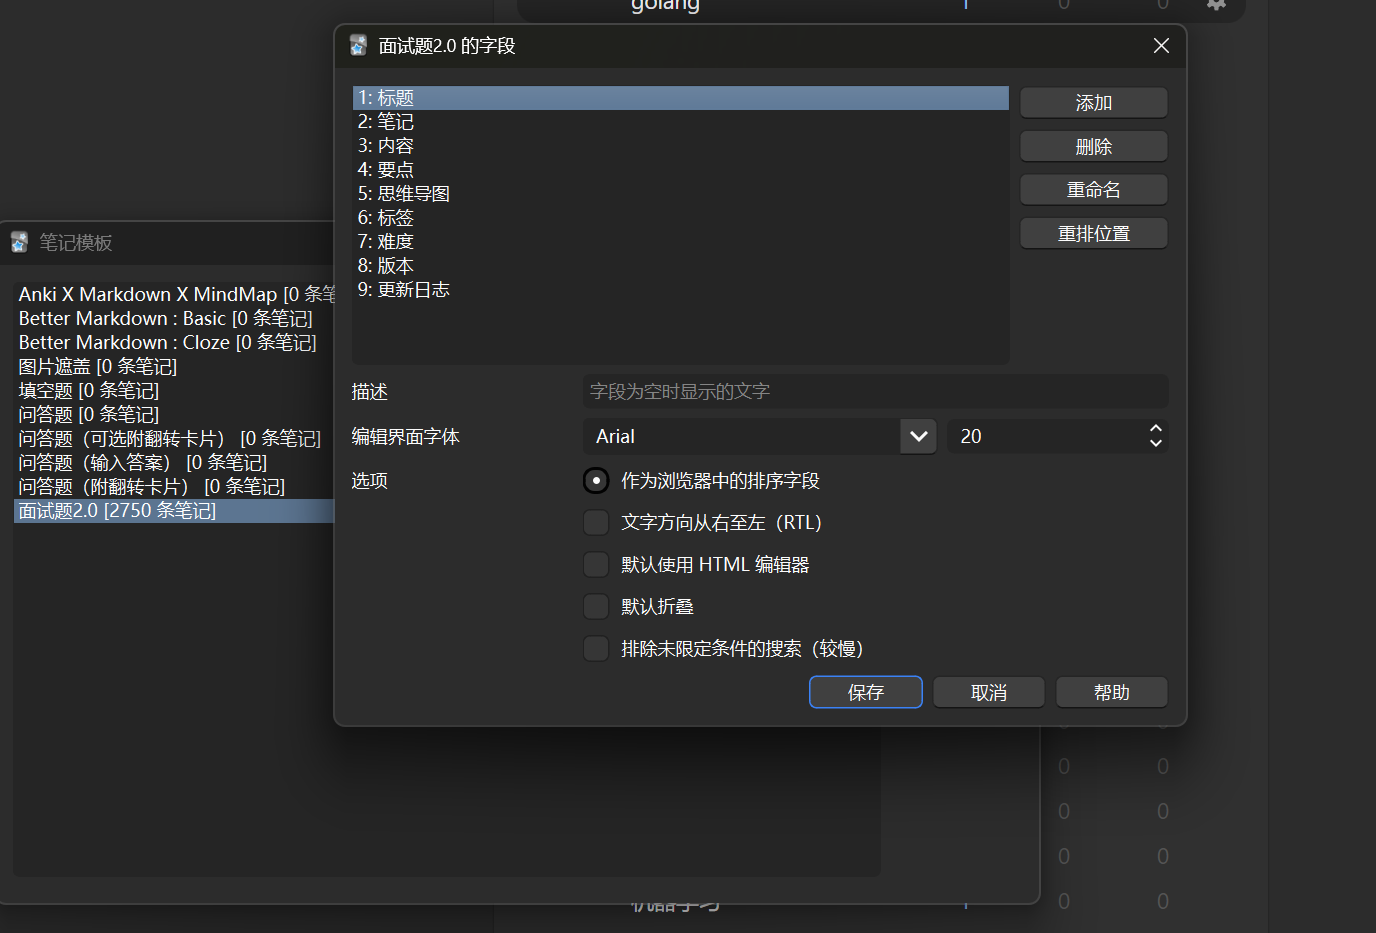 golang 1 0 0
面试题2.0 的字段
1: 标题
2: 笔记
3: 内容
4: 要点
5: 思维导图
6: 标签
7: 难度
8: 版本
9: 更新日志
添加
删除
重命名
重排位置
描述 字段为空时显示的文字
编辑界面字体 Arial 20
选项 作为浏览器中的排序字段
文字方向从右至左（RTL）
默认使用 HTML 编辑器
默认折叠
排除未限定条件的搜索（较慢）
保存 取消 帮助
笔记模板
Anki X Markdown X MindMap [0 条笔
Better Markdown : Basic [0 条笔记]
Better Markdown : Cloze [0 条笔记]
图片遮盖 [0 条笔记]
填空题 [0 条笔记]
问答题 [0 条笔记]
问答题（可选附翻转卡片） [0 条笔记]
问答题（输入答案） [0 条笔记]
问答题（附翻转卡片） [0 条笔记]
面试题2.0 [2750 条笔记]
0 0
0 0
0 0
0 0
机器学习 1 0 0